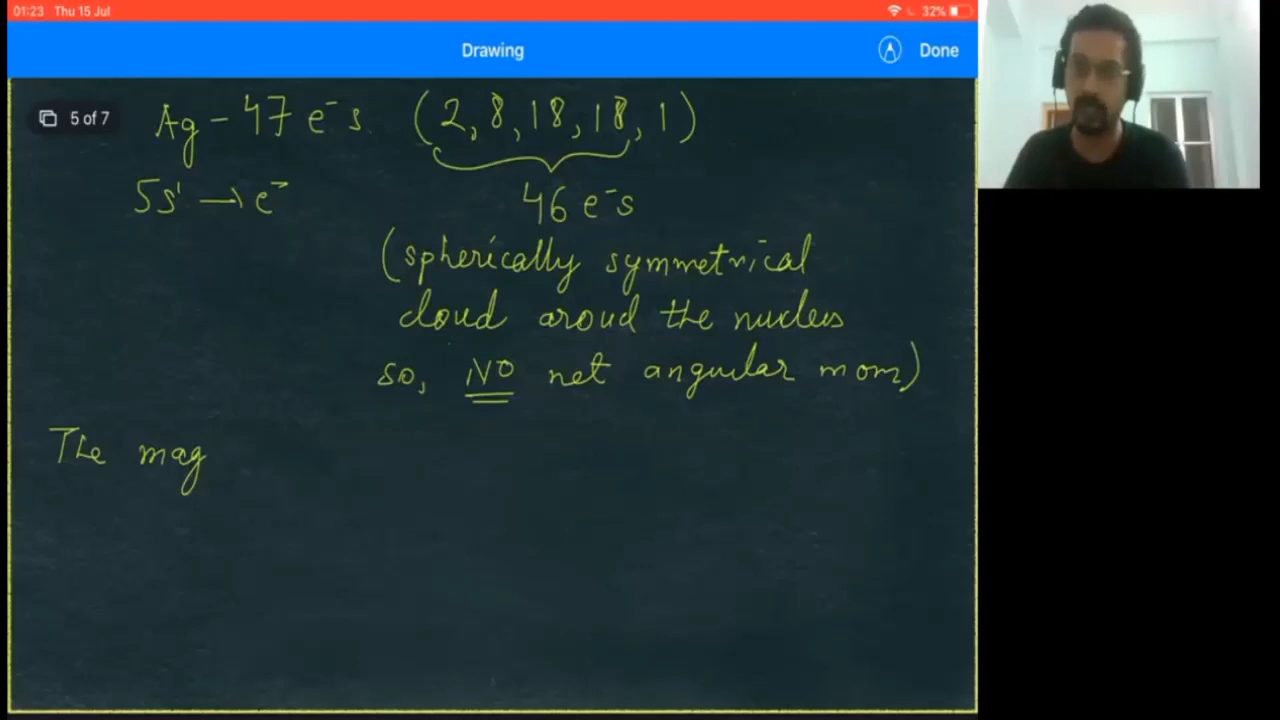 01:23 Thu 15 Jul 32%
Drawing Done
5 of 7
Ag - 47 e⁻s (2, 8, 18, 18, 1)
5s¹ → e⁻ 46 e⁻s
(spherically symmetrical
cloud aroud the nucleus
so, NO net angular mom)
The mag